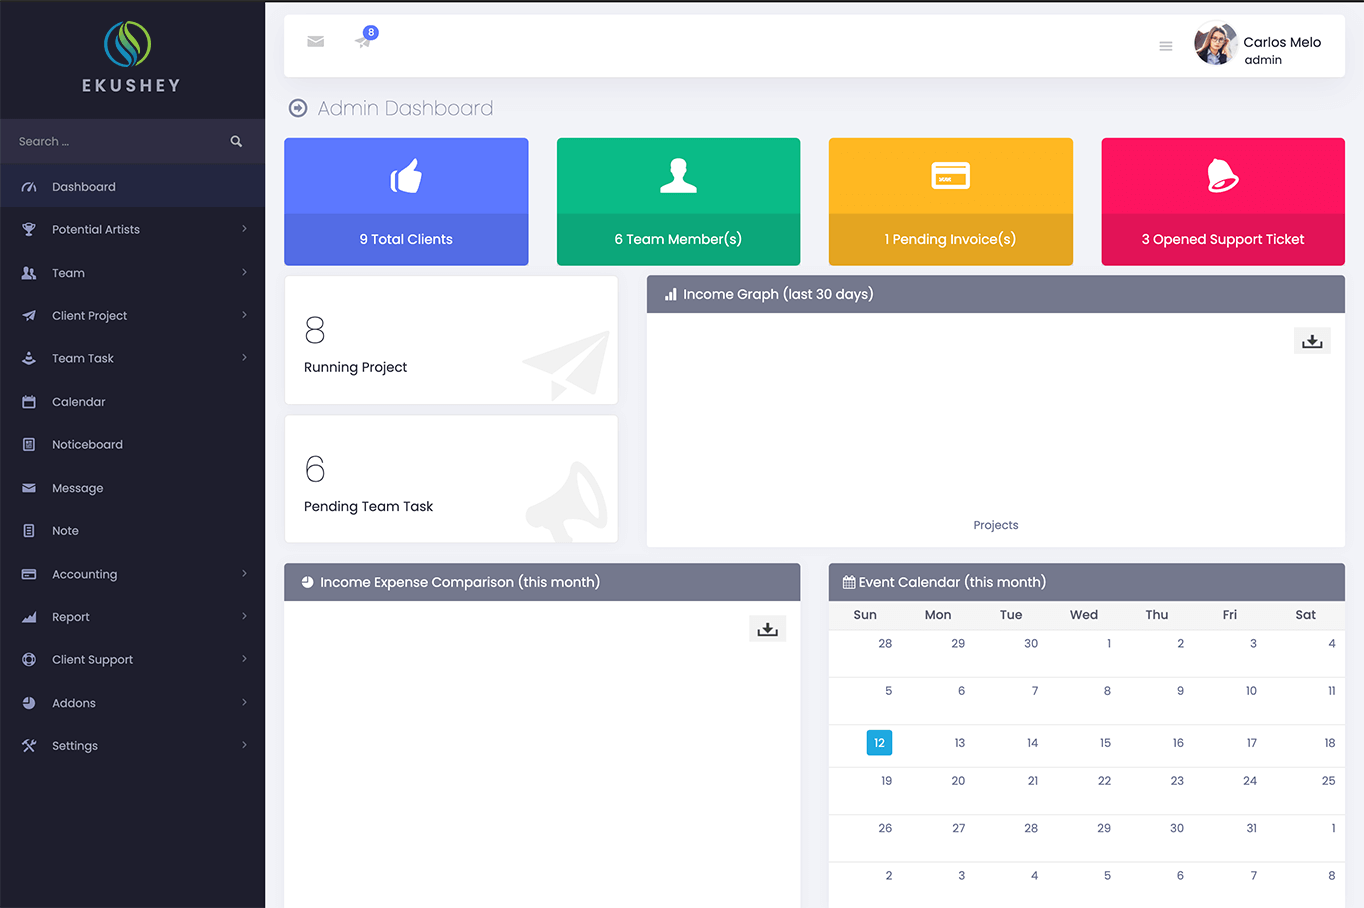 EKUSHEY
Search ...
Dashboard
Potential Artists
Team
Client Project
Team Task
Calendar
Noticeboard
Message
Note
Accounting
Report
Client Support
Addons
Settings
8
Carlos Melo
admin
Admin Dashboard
9 Total Clients
6 Team Member(s)
1 Pending Invoice(s)
3 Opened Support Ticket
8
Running Project
6
Pending Team Task
Income Graph (last 30 days)
Projects
Income Expense Comparison (this month)
Event Calendar (this month)
Sun Mon Tue Wed Thu Fri Sat
28 29 30 1 2 3 4
5 6 7 8 9 10 11
12 13 14 15 16 17 18
19 20 21 22 23 24 25
26 27 28 29 30 31 1
2 3 4 5 6 7 8